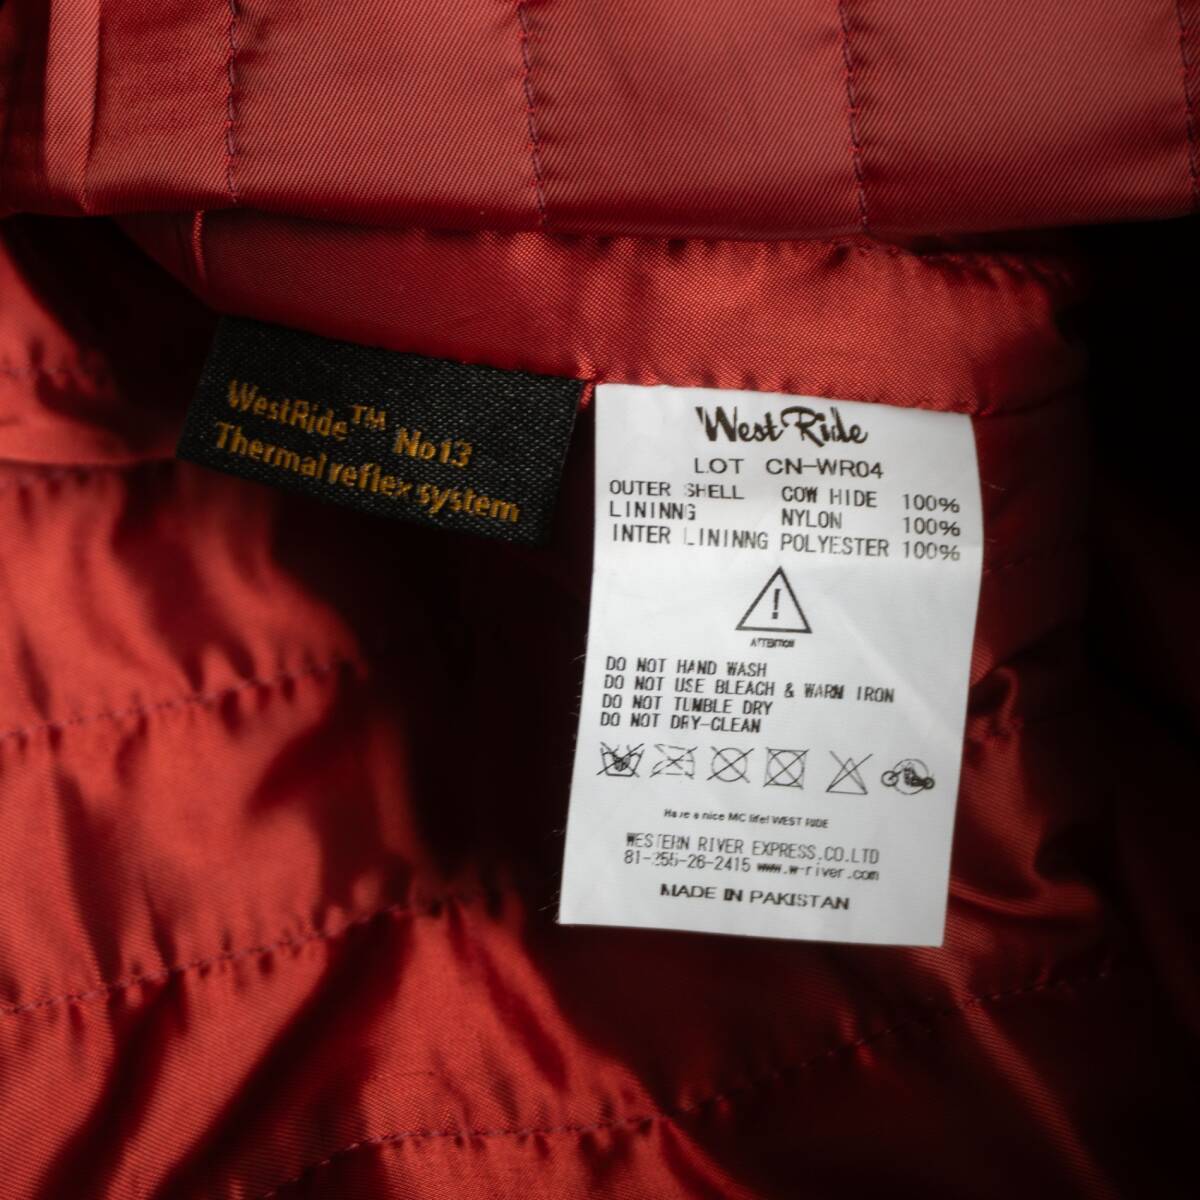 WestRide™ No13
Thermal reflex system
West Ride
LOT CN-WR04
OUTER SHELL COW HIDE 100%
LININNG NYLON 100%
INTER LININNG POLYESTER 100%
!
ATTENTION
DO NOT HAND WASH
DO NOT USE BLEACH & WARM IRON
DO NOT TUMBLE DRY
DO NOT DRY-CLEAN
Have a nice MC life! WEST RIDE
WESTERN RIVER EXPRESS.CO.LTD
81-255-26-2415 www.w-river.com
MADE IN PAKISTAN